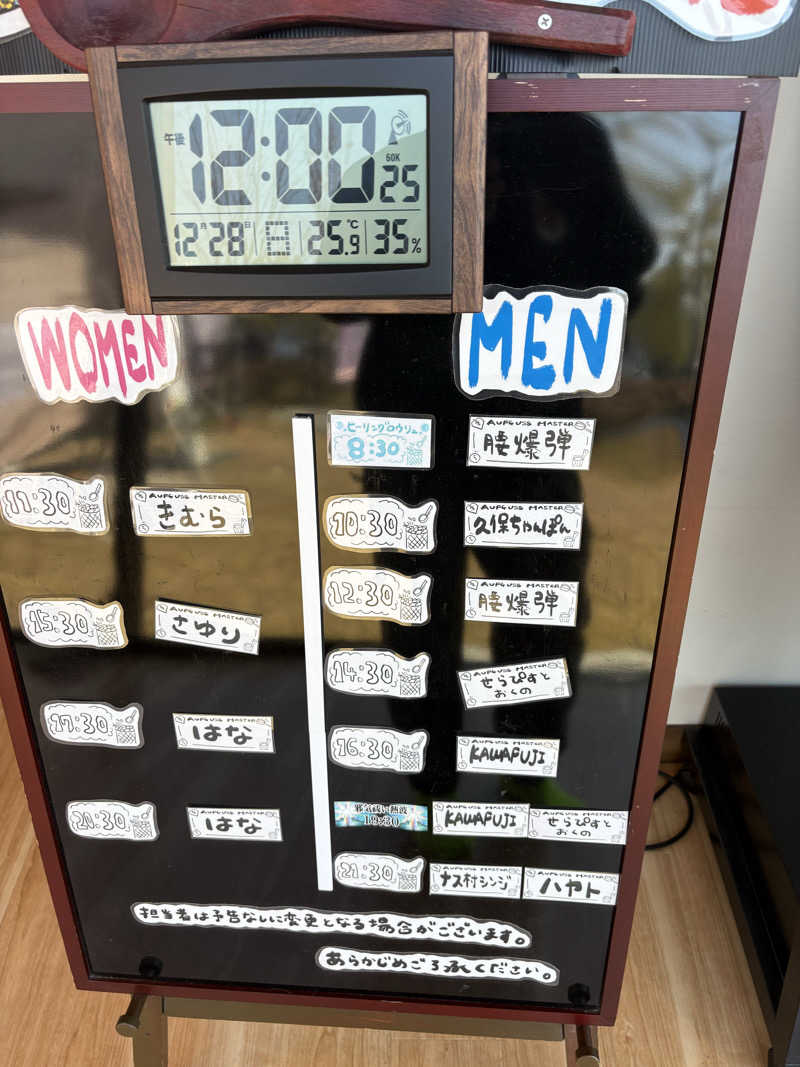 午後 12:00 25
60K
12月28日 日 25.9℃ 35%
WOMEN
MEN
11:30 AUFGUSS MASTER きむら
15:30 AUFGUSS MASTER さゆり
17:30 AUFGUSS MASTER はな
AUFGUSS MASTER はな
ヒーリングロウリュ 8:30 AUFGUSS MASTER 腰爆弾
10:30 AUFGUSS MASTER 久保ちゃんぽん
12:30 AUFGUSS MASTER 腰爆弾
14:30 AUFGUSS MASTER せらぴすと おくの
16:30 AUFGUSS MASTER KAWAFUJI
邪気祓い熱波 19:30 AUFGUSS MASTER KAWAFUJI AUFGUSS MASTER せらぴすと おくの
21:30 AUFGUSS MASTER ナス村シンジ AUFGUSS MASTER ハヤト
担当者は予告なしに変更となる場合がございます。
あらかじめご了承ください。